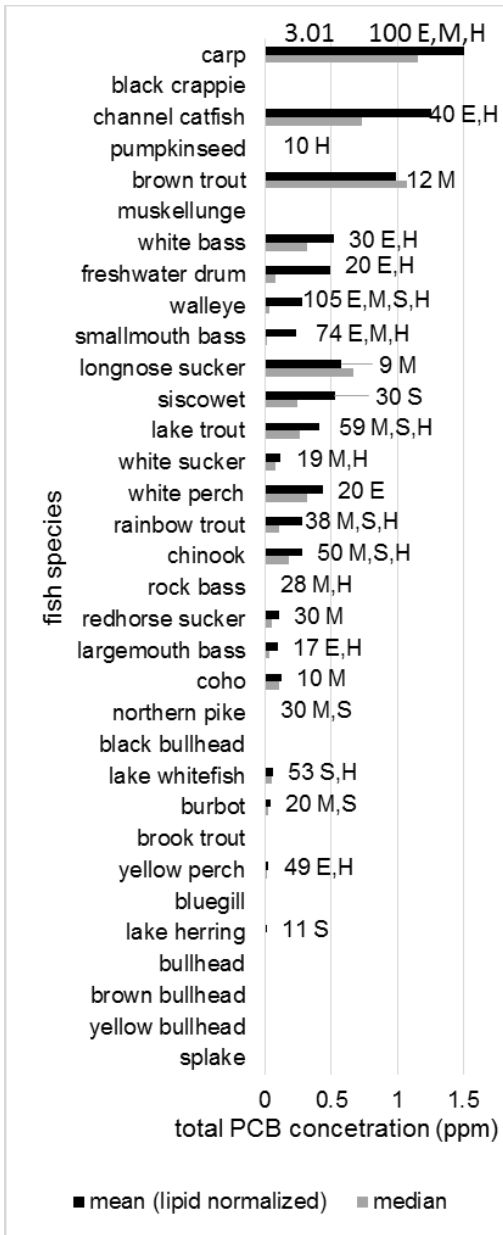 3.01 100 E,M,H
carp
black crappie
channel catfish 40 E,H
pumpkinseed 10 H
brown trout 12 M
muskellunge
white bass 30 E,H
freshwater drum 20 E,H
walleye 105 E,M,S,H
smallmouth bass 74 E,M,H
longnose sucker 9 M
siscowet 30 S
lake trout 59 M,S,H
white sucker 19 M,H
white perch 20 E
rainbow trout 38 M,S,H
chinook 50 M,S,H
rock bass 28 M,H
redhorse sucker 30 M
largemouth bass 17 E,H
coho 10 M
northern pike 30 M,S
black bullhead
lake whitefish 53 S,H
burbot 20 M,S
brook trout
yellow perch 49 E,H
bluegill
lake herring 11 S
bullhead
brown bullhead
yellow bullhead
splake
fish species
0 0.5 1 1.5
total PCB concetration (ppm)
mean (lipid normalized) median